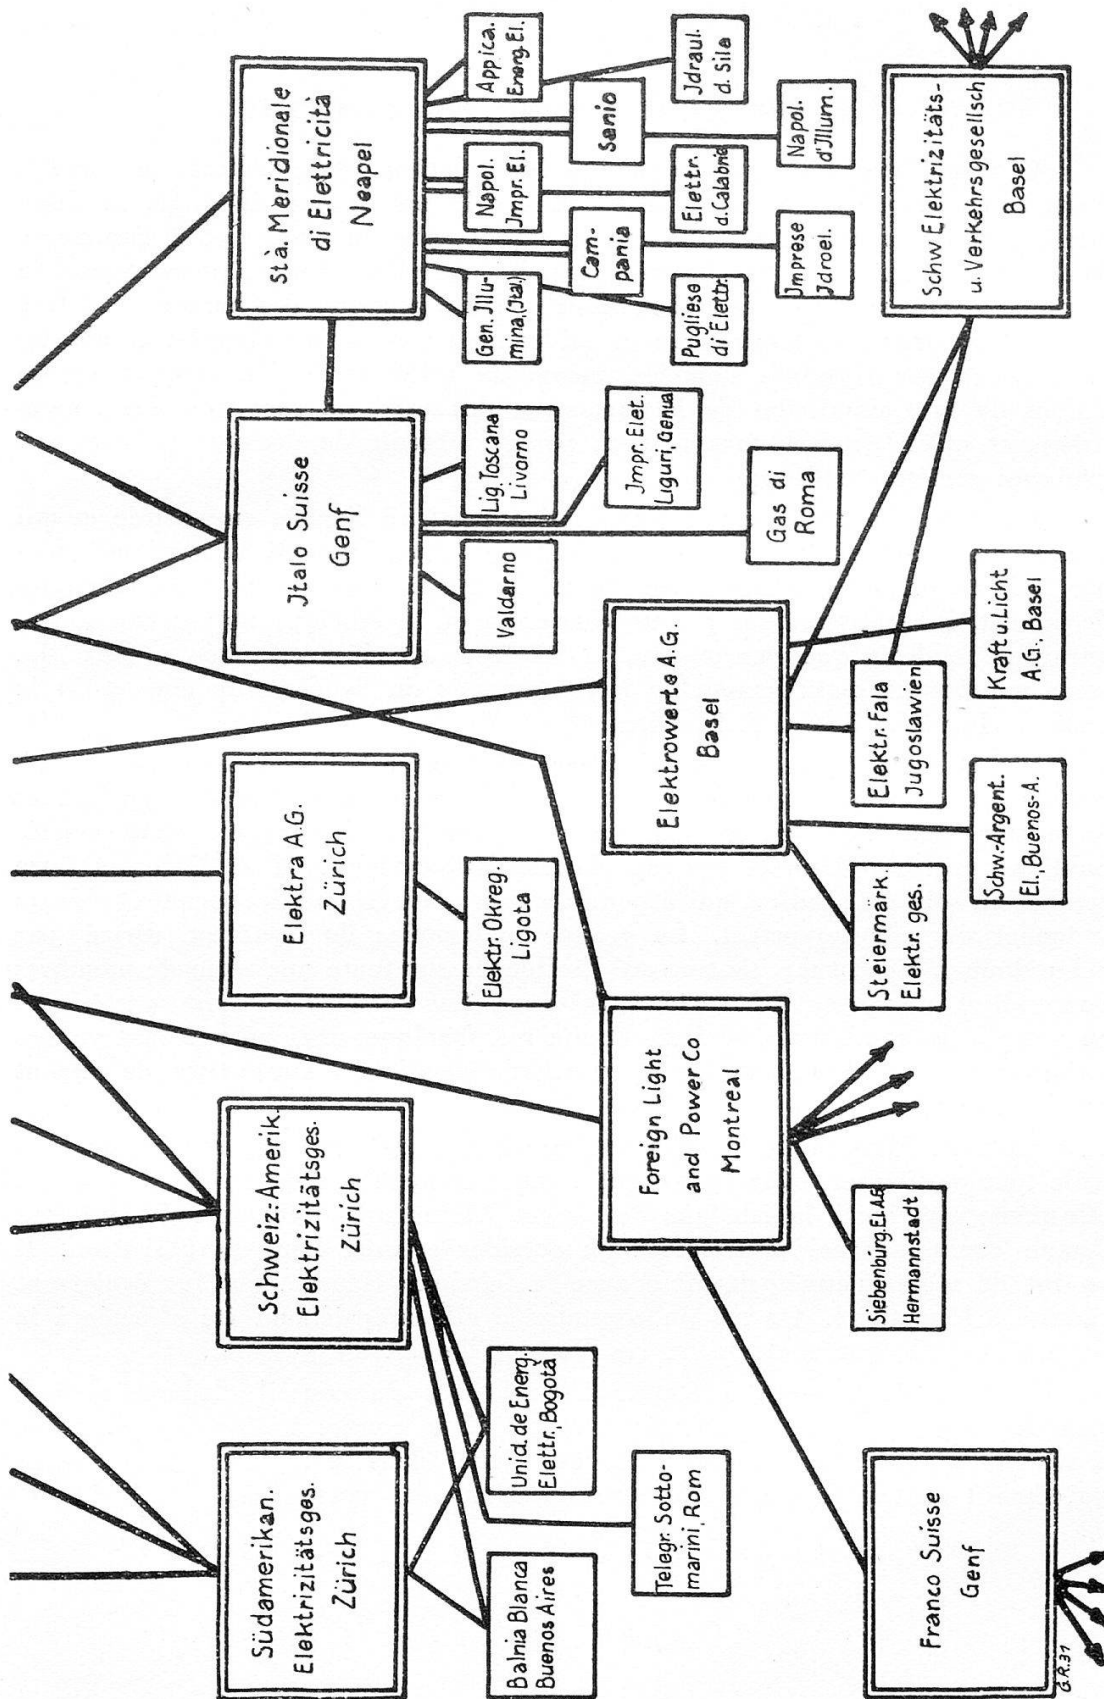 Südamerikan.
Elektrizitätsges.
Zürich
Schweiz.-Amerik.
Elektrizitätsges.
Zürich
Elektra A.G.
Zürich
Jtalo Suisse
Genf
Stà. Meridionale
di Elettricità
Neapel
Balnia Blanca
Buenos Aires
Unid. de Energ.
Elettr., Bogotá
Elektr. Okreg.
Ligota
Valdarno
Lig. Toscana
Livorno
Gen. Jllu-
mina, (Jtal.)
Napol.
Jmpr. El.
Appica.
Energ. El.
Telegr. Sotto-
marini, Rom
Jmpr. Elet.
Liguri, Genua
Cam-
pania
Senio
Pugliese
di Elettr.
Elettr.
d. Calabrie
Jdraul.
d. Sila
Gas di
Roma
Jmprese
Jdroel.
Napol.
d'Jllum.
Foreign Light
and Power Co
Montreal
Elektrowerte A.G.
Basel
Franco Suisse
Genf
Siebenbürg. El. A.G.
Hermannstadt
Steiermärk.
Elektr. ges.
Elektr. Fala
Jugoslawien
Schw.-Argent.
El., Buenos-A.
Kraft u. Licht
A.G., Basel
Schw Elektrizitäts-
u. Verkehrsgesellsch
Basel
G.R.31